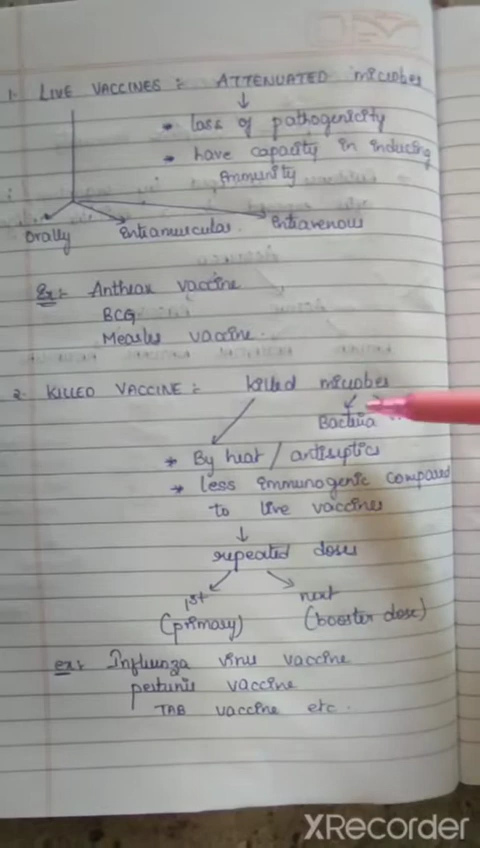 1. LIVE VACCINES :- ATTENUATED microbes
* loss of pathogenicity
* have capacity in inducing
immunity
Orally intramuscular intravenous
Ex:- Anthrax vaccine
BCG
Measles vaccine.
2. KILLED VACCINE :- killed microbes
Bacteria
* By heat / antiseptics
* less immunogenic compared
to live vaccines
repeated doses
1st next
(primary) (booster dose)
ex:- Influenza virus vaccine
pertusis vaccine
TAB vaccine etc.
XRecorder